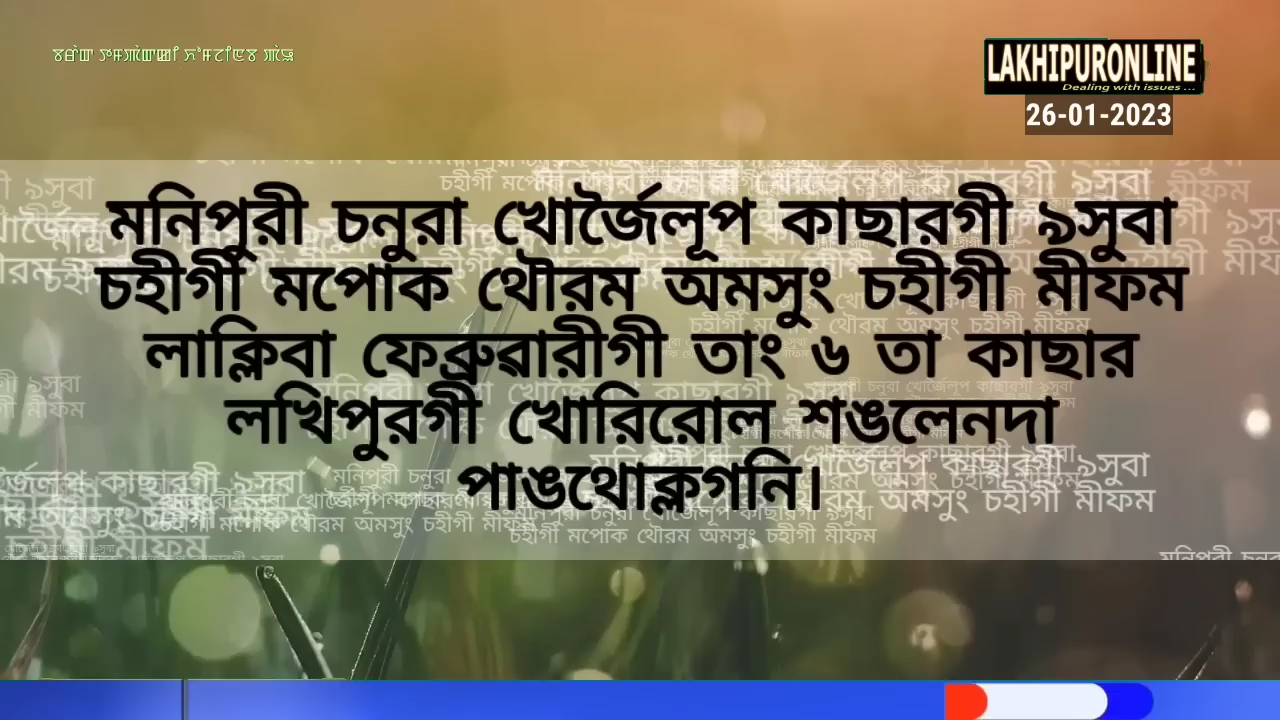 LAKHIPURONLINE
Dealing with issues ...
26-01-2023
মনিপুরী চনুরা খোর্জৈলূপ কাছারগী ৯সুবা
চহীগী মপোক থৌরম অমসুং চহীগী মীফম
লাক্লিবা ফেব্রুৱারীগী তাং ৬ তা কাছার
লখিপুরগী খোরিরোল শঙলেনদা
পাঙথোক্লগনি।